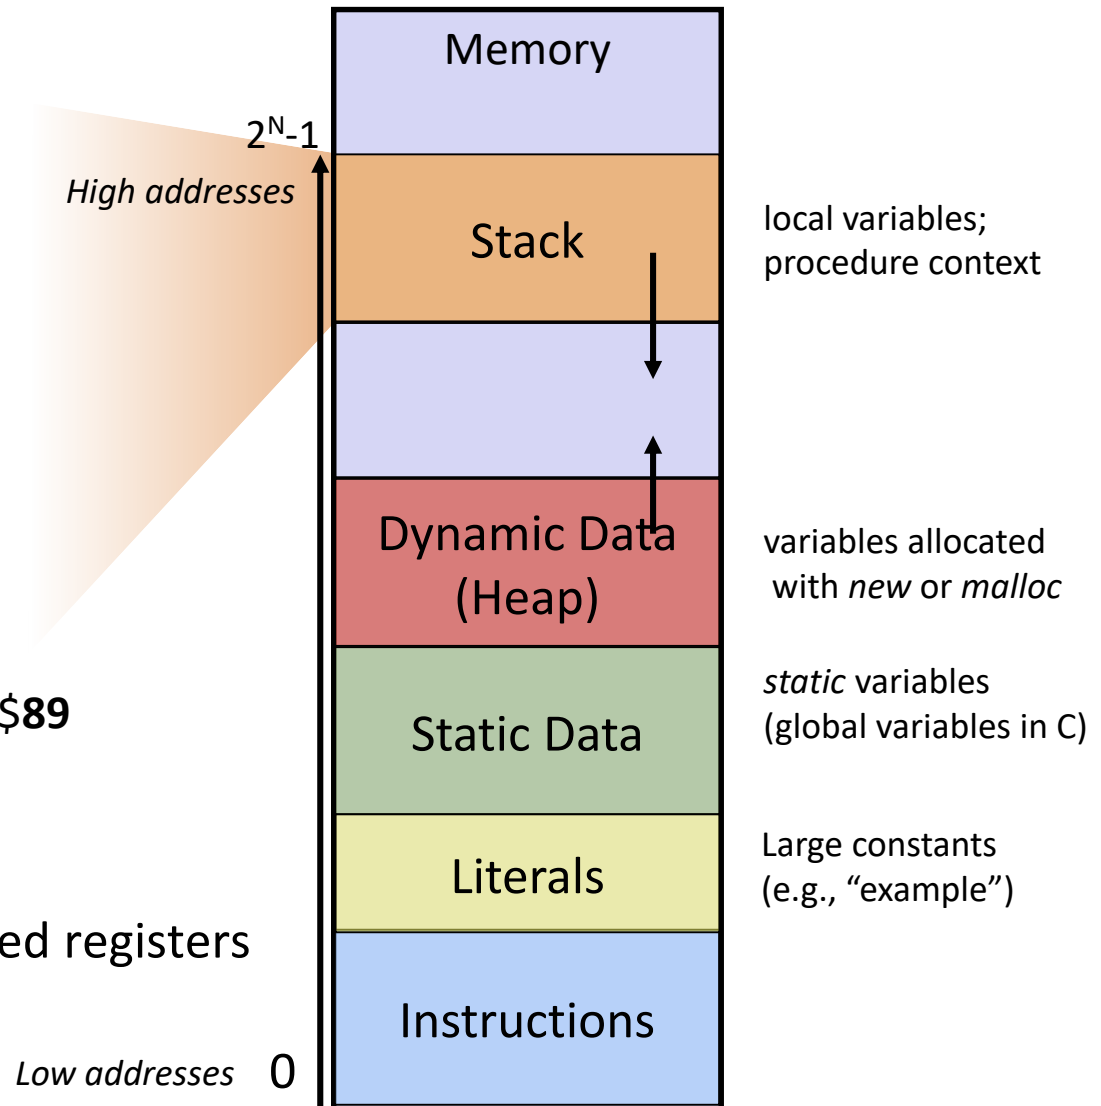 Memory
2ᴺ-1
High addresses
Stack
local variables;
procedure context
Dynamic Data
(Heap)
variables allocated
with new or malloc
static variables
(global variables in C)
$89
Static Data
Literals
Large constants
(e.g., “example”)
ed registers
Instructions
Low addresses 0